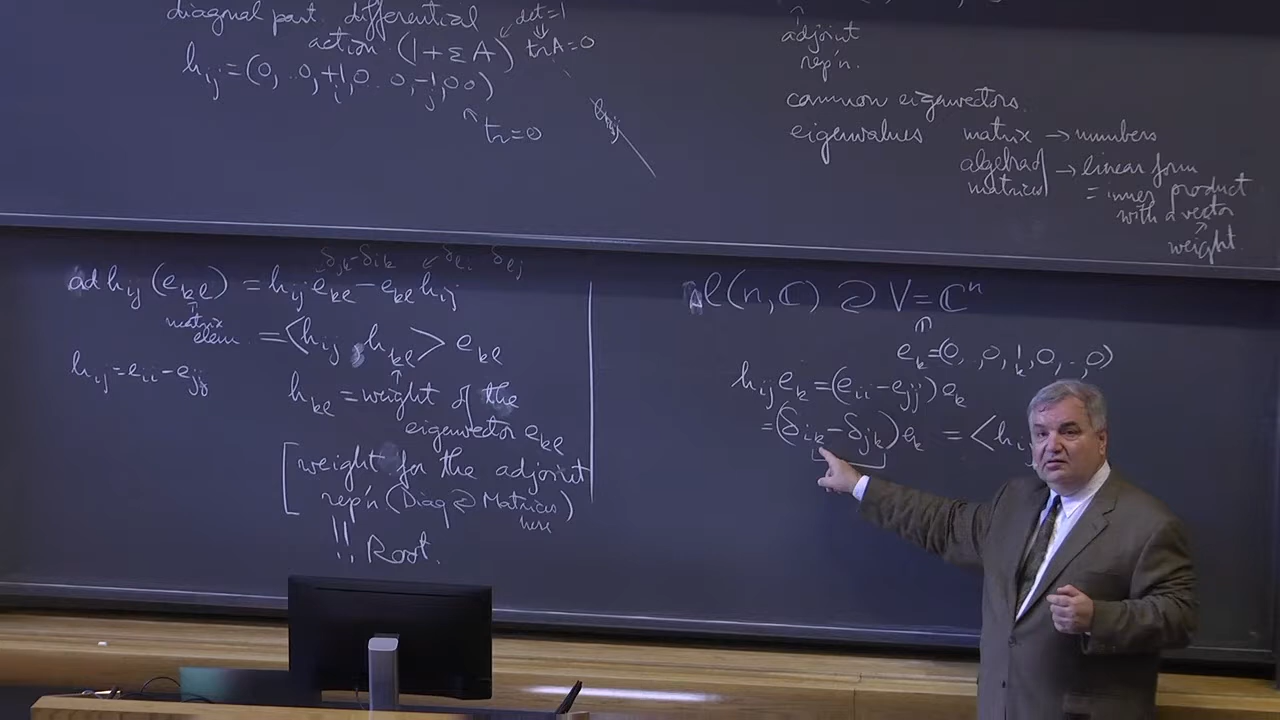 diagonal part. differential
action (1+εA)
det=1
trA=0
h_ij=(0,..0,+1,0..0,-1,0 0)
i j
tr=0
adjoint
rep'n.
common eigenvectors.
eigenvalues matrix → numbers
algebra of matrices → linear form
= inner product
with a vector
weight.
δ_jk-δ_ik
ad h_ij (e_kl) = h_ij e_kl - e_kl h_ij
matrix
elem.
= <h_ij, h_kl> e_kl
h_ij=e_ii-e_jj
h_kl = weight of the
eigenvector e_kl
[weight for the adjoint
rep'n (Diag ⊃ Matrices)
here
!! Root.
l(n,ℂ) ⊃ V=ℂ^n
e_k=(0,..,0,1,0,..,0)
k
h_ij e_k=(e_ii-e_jj)e_k
=(δ_ik-δ_jk)e_k = <h_i